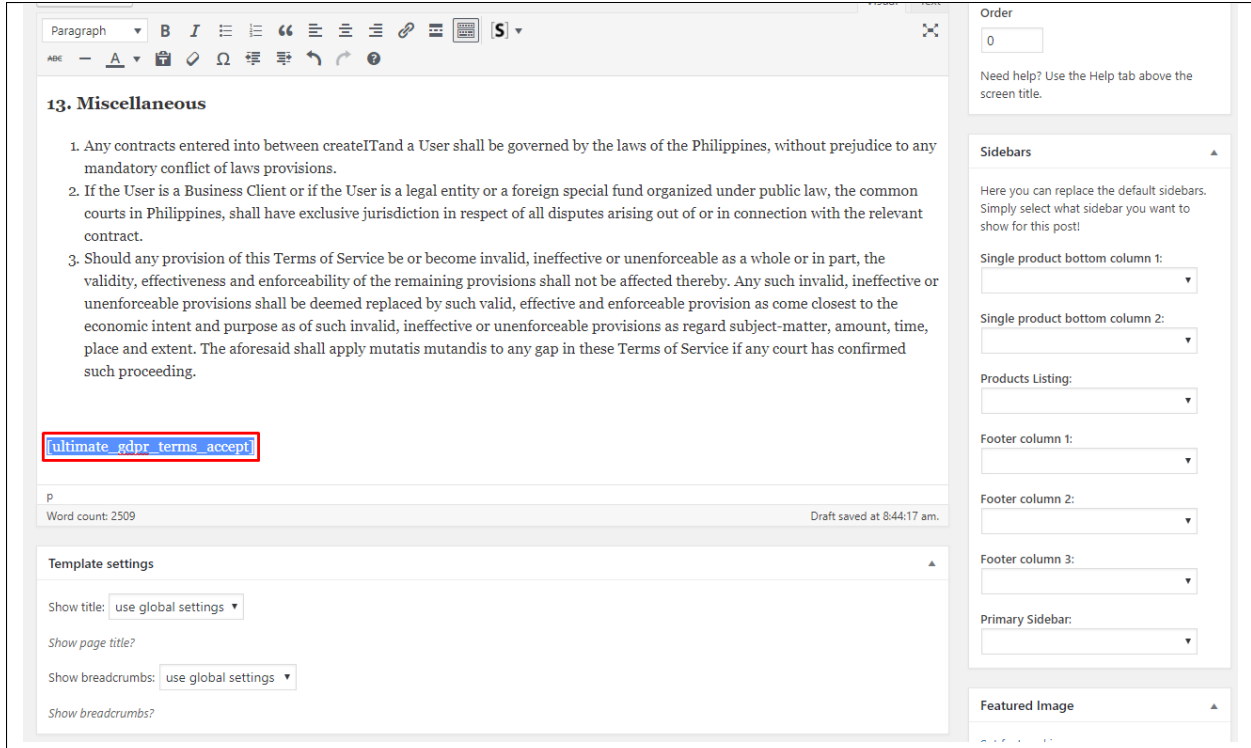 Visual Text
Paragraph
B I [S]
ABE A Ω
13. Miscellaneous
1. Any contracts entered into between createITand a User shall be governed by the laws of the Philippines, without prejudice to any
mandatory conflict of laws provisions.
2. If the User is a Business Client or if the User is a legal entity or a foreign special fund organized under public law, the common
courts in Philippines, shall have exclusive jurisdiction in respect of all disputes arising out of or in connection with the relevant
contract.
3. Should any provision of this Terms of Service be or become invalid, ineffective or unenforceable as a whole or in part, the
validity, effectiveness and enforceability of the remaining provisions shall not be affected thereby. Any such invalid, ineffective or
unenforceable provisions shall be deemed replaced by such valid, effective and enforceable provision as come closest to the
economic intent and purpose as of such invalid, ineffective or unenforceable provisions as regard subject-matter, amount, time,
place and extent. The aforesaid shall apply mutatis mutandis to any gap in these Terms of Service if any court has confirmed
such proceeding.
[ultimate_gdpr_terms_accept]
p
Word count: 2509
Draft saved at 8:44:17 am.
Template settings
Show title: use global settings
Show page title?
Show breadcrumbs: use global settings
Show breadcrumbs?
Order
0
Need help? Use the Help tab above the
screen title.
Sidebars
Here you can replace the default sidebars.
Simply select what sidebar you want to
show for this post!
Single product bottom column 1:
Single product bottom column 2:
Products Listing:
Footer column 1:
Footer column 2:
Footer column 3:
Primary Sidebar:
Featured Image